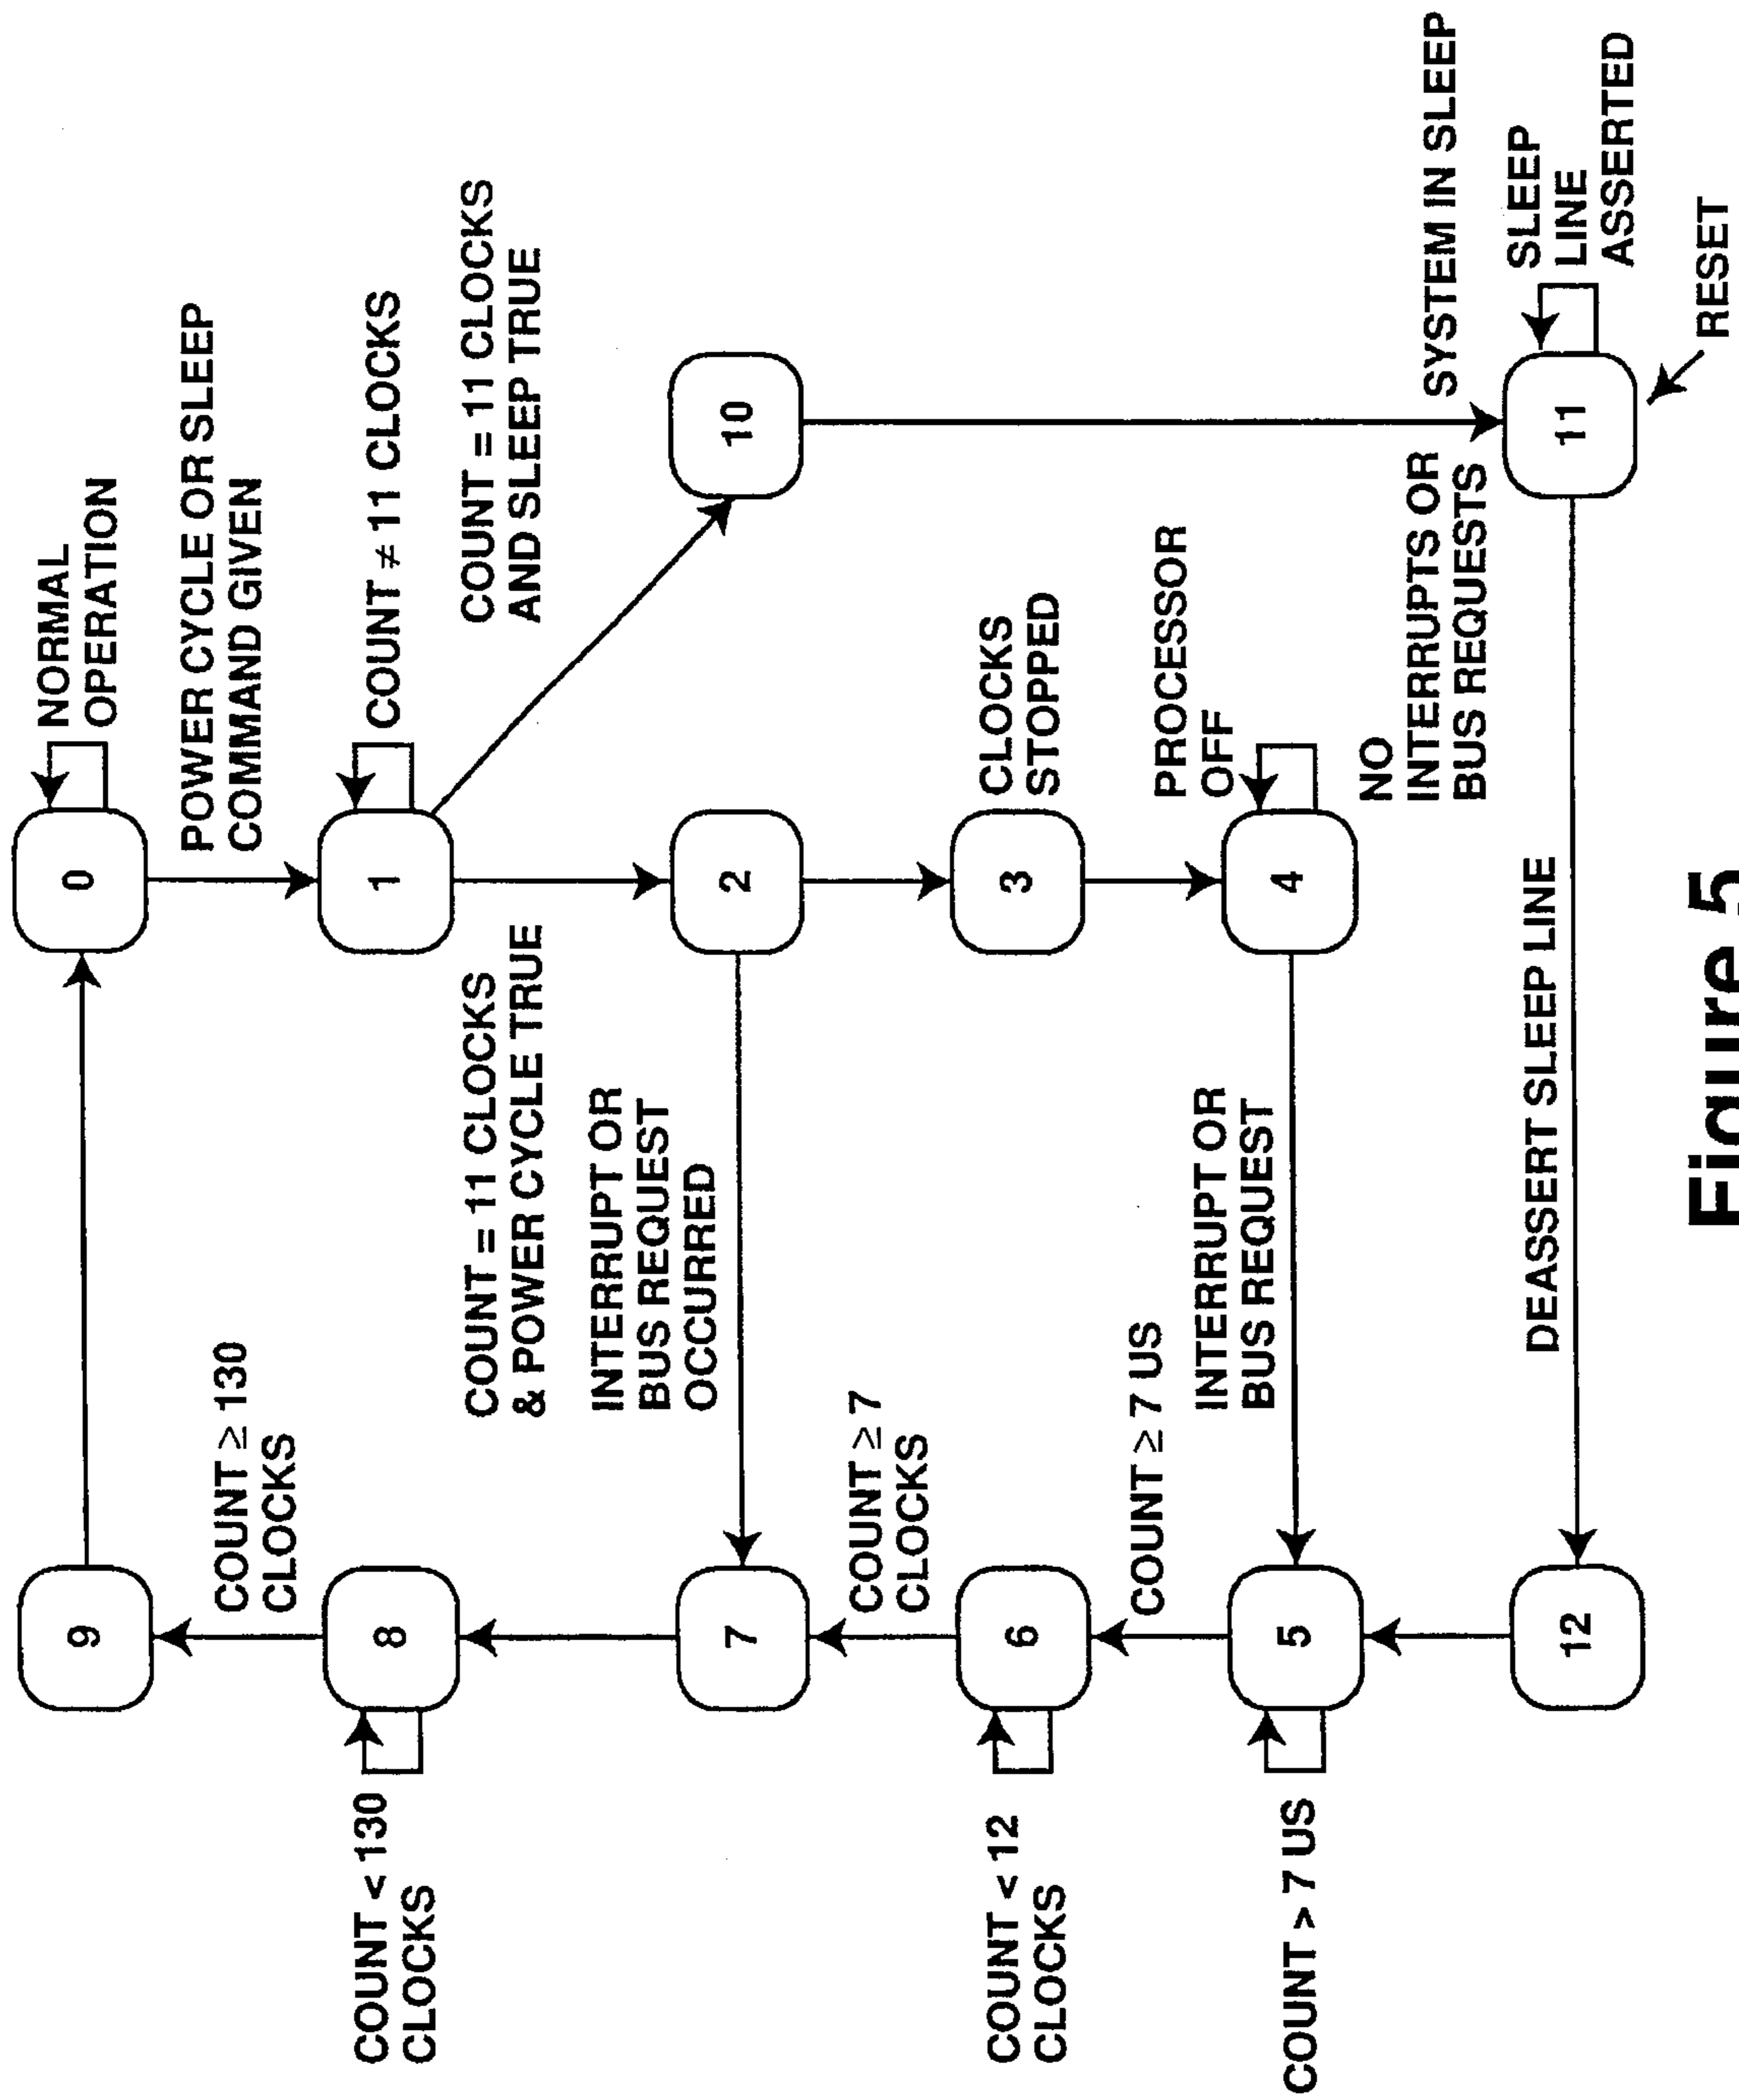 9
0
NORMAL
OPERATION
COUNT ≥ 130
CLOCKS
POWER CYCLE OR SLEEP
COMMAND GIVEN
COUNT < 130
CLOCKS
8
1
COUNT ≠ 11 CLOCKS
COUNT = 11 CLOCKS
& POWER CYCLE TRUE
COUNT = 11 CLOCKS
AND SLEEP TRUE
INTERRUPT OR
BUS REQUEST
OCCURRED
7
2
10
COUNT ≥ 7
CLOCKS
COUNT < 12
CLOCKS
6
3
CLOCKS
STOPPED
COUNT ≥ 7 US
PROCESSOR
OFF
INTERRUPT OR
BUS REQUEST
COUNT > 7 US
5
4
NO
INTERRUPTS OR
BUS REQUESTS
SYSTEM IN SLEEP
DEASSERT SLEEP LINE
12
11
SLEEP
LINE
ASSERTED
RESET
Figure 5